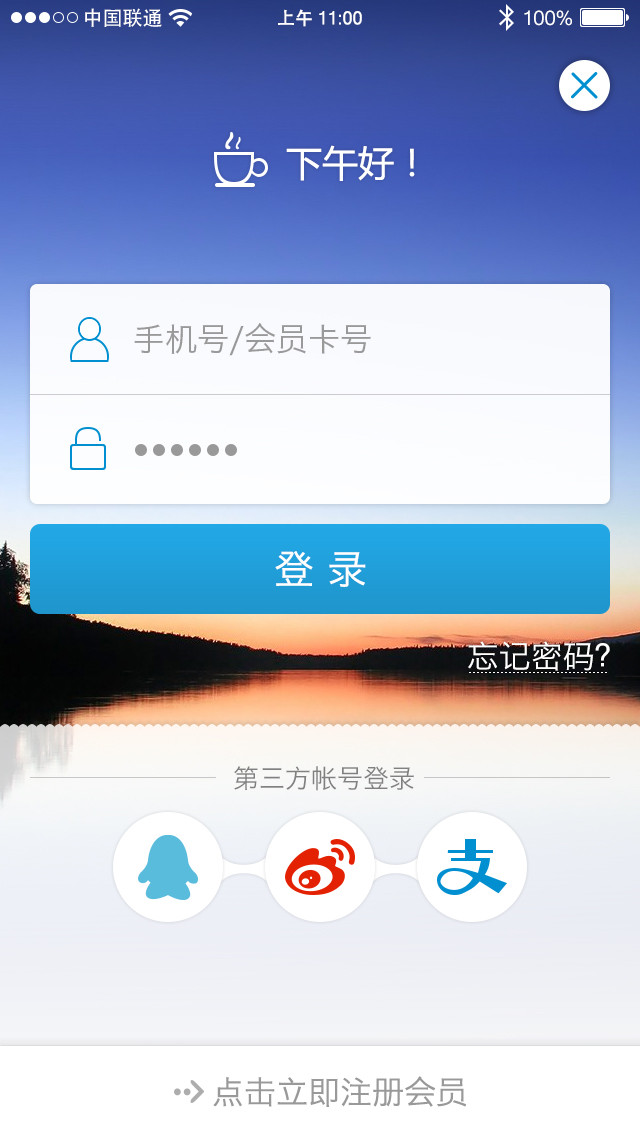 中国联通 上午 11:00 100%
下午好！
手机号/会员卡号
••••••
登 录
忘记密码?
第三方帐号登录
支
点击立即注册会员